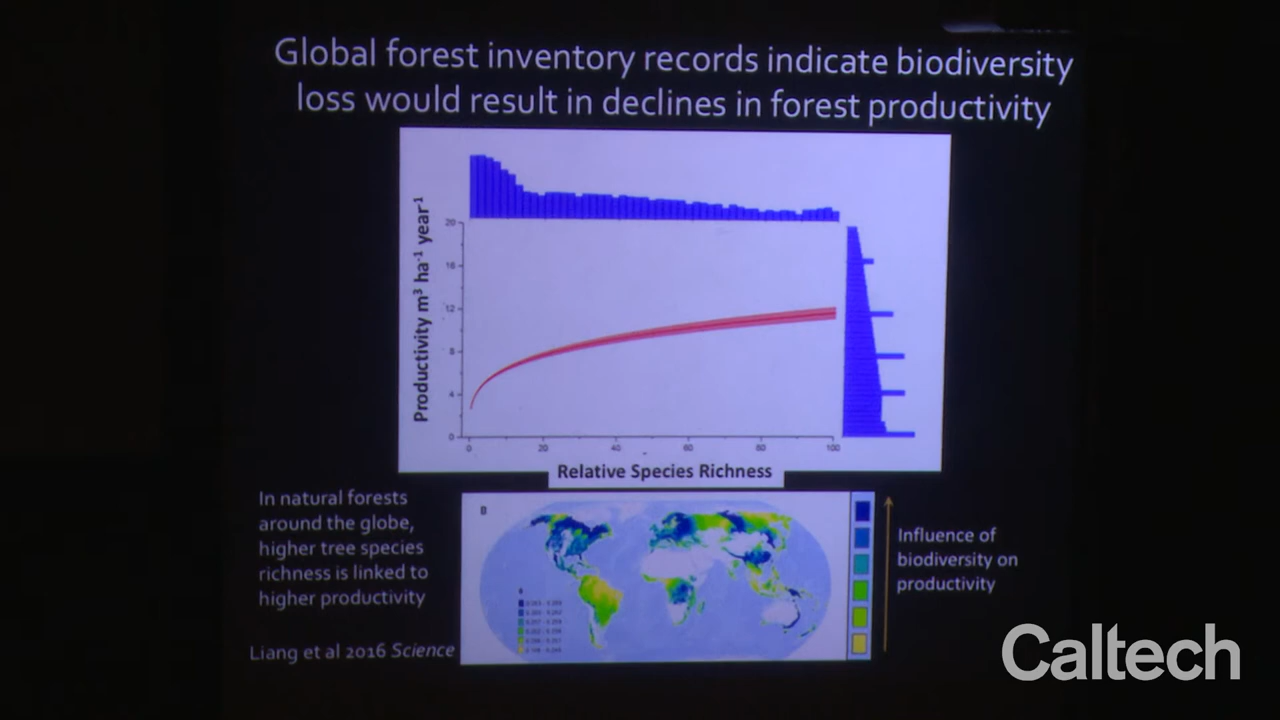 Global forest inventory records indicate biodiversity
loss would result in declines in forest productivity
Productivity m³ ha⁻¹ year¹
20
16
12
8
4
0
0 20 40 60 80 100
Relative Species Richness
In natural forests
around the globe,
higher tree species
richness is linked to
higher productivity
Liang et al 2016 Science
B
Influence of
biodiversity on
productivity
Caltech